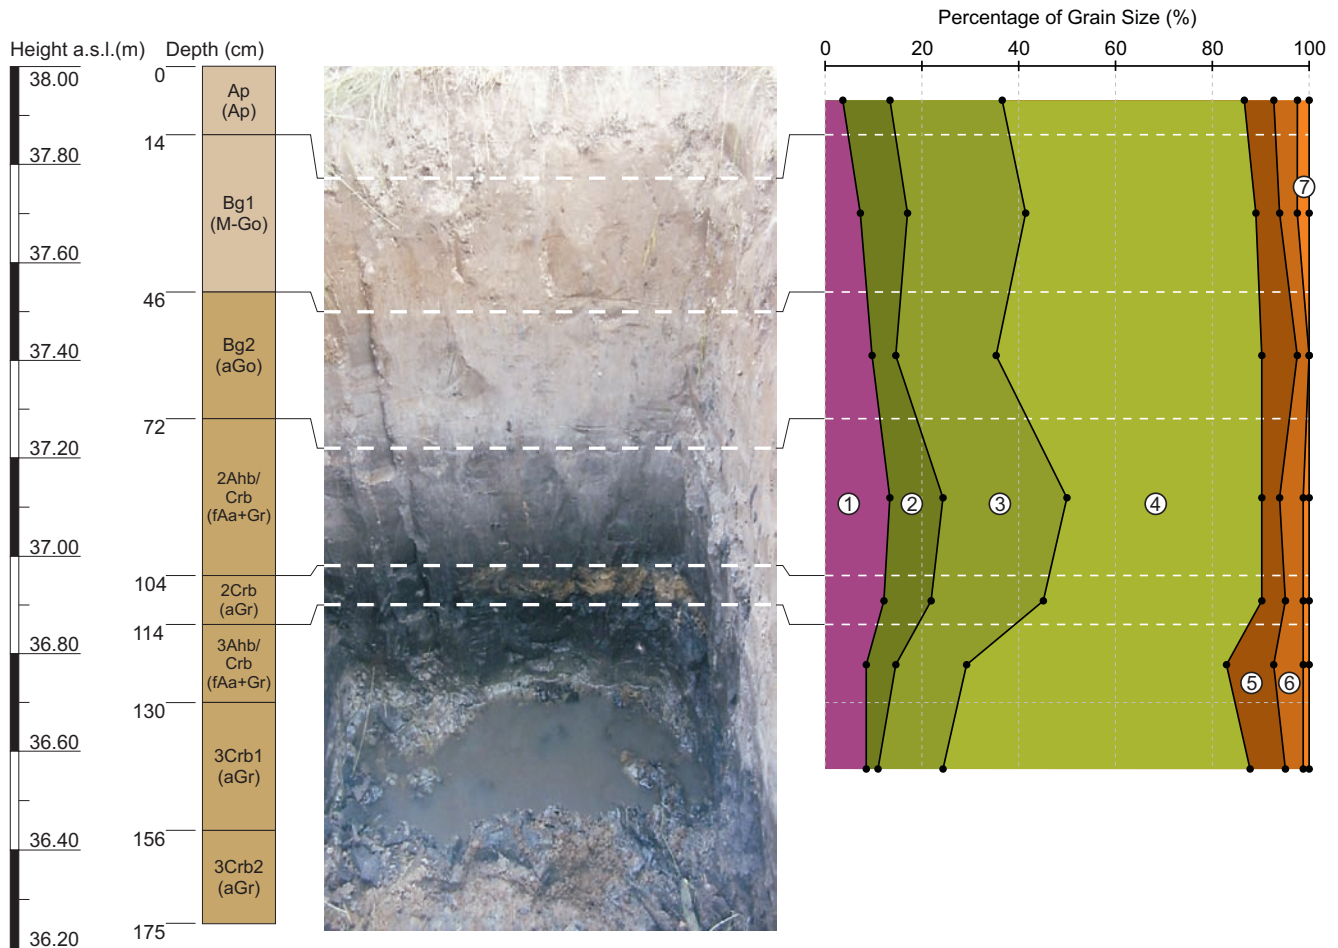 Percentage of Grain Size (%)
Height a.s.l.(m) Depth (cm)
0 20 40 60 80 100
38.00
37.80
37.60
37.40
37.20
37.00
36.80
36.60
36.40
36.20
0
14
46
72
104
114
130
156
175
Ap
(Ap)
Bg1
(M-Go)
Bg2
(aGo)
2Ahb/
Crb
(fAa+Gr)
2Crb
(aGr)
3Ahb/
Crb
(fAa+Gr)
3Crb1
(aGr)
3Crb2
(aGr)
1
2
3
4
5
6
7